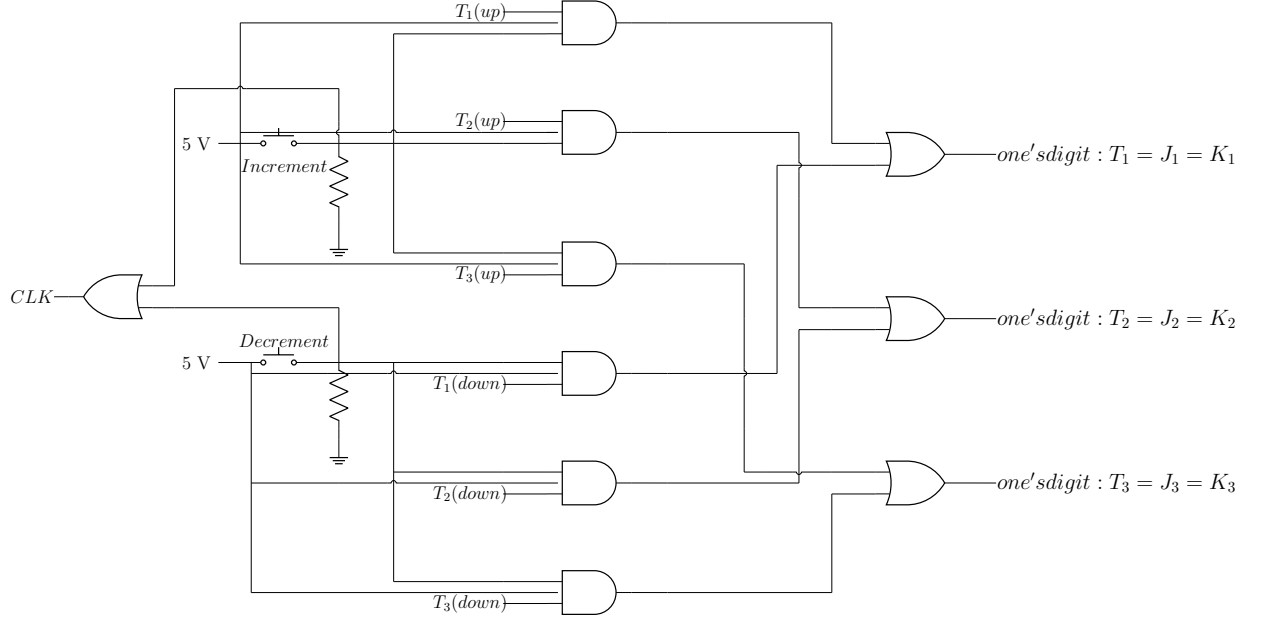 T₁(up)
T₂(up)
5 V
Increment
one'sdigit : T₁ = J₁ = K₁
T₃(up)
CLK
one'sdigit : T₂ = J₂ = K₂
Decrement
5 V
T₁(down)
T₂(down)
one'sdigit : T₃ = J₃ = K₃
T₃(down)